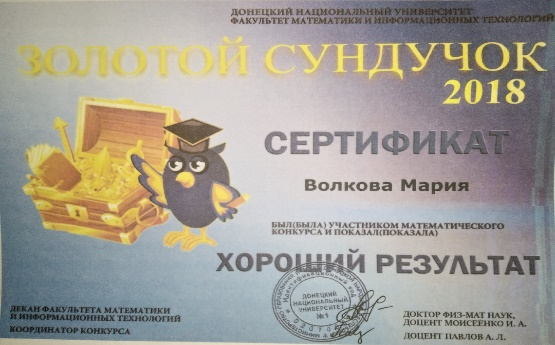 ДОНЕЦКИЙ НАЦИОНАЛЬНЫЙ УНИВЕРСИТЕТ
ФАКУЛЬТЕТ МАТЕМАТИКИ И ИНФОРМАЦИОННЫХ ТЕХНОЛОГИЙ
ЗОЛОТОЙ СУНДУЧОК
2018
СЕРТИФИКАТ
Волкова Мария
БЫЛ(БЫЛА) УЧАСТНИКОМ МАТЕМАТИЧЕСКОГО
КОНКУРСА И ПОКАЗАЛ(ПОКАЗАЛА)
ХОРОШИЙ РЕЗУЛЬТАТ
ДОНЕЦКИЙ
НАЦИОНАЛЬНЫЙ
УНИВЕРСИТЕТ
№1
ДЕКАН ФАКУЛЬТЕТА МАТЕМАТИКИ
И ИНФОРМАЦИОННЫХ ТЕХНОЛОГИЙ
КООРДИНАТОР КОНКУРСА
ДОКТОР ФИЗ-МАТ НАУК,
ДОЦЕНТ МОИСЕЕНКО И. А.
ДОЦЕНТ ПАВЛОВ А. Л.